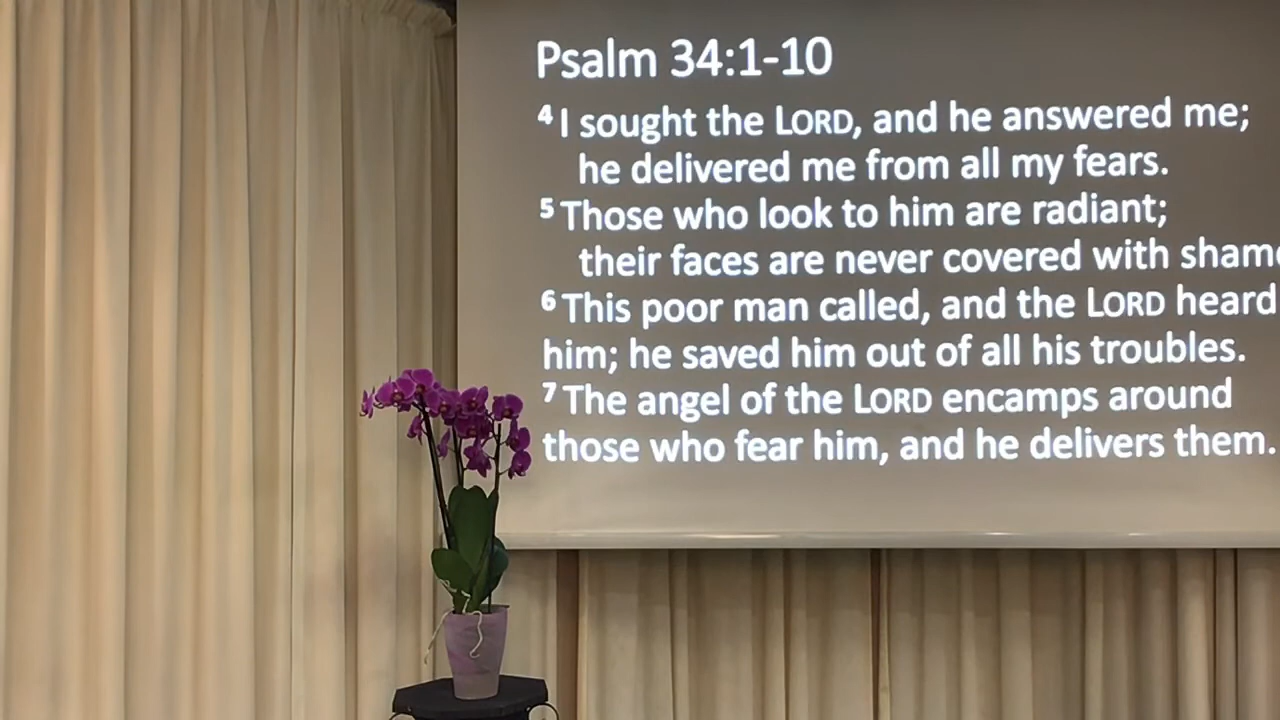 Psalm 34:1-10
4 I sought the LORD, and he answered me;
he delivered me from all my fears.
5 Those who look to him are radiant;
their faces are never covered with shame
6 This poor man called, and the LORD heard
him; he saved him out of all his troubles.
7 The angel of the LORD encamps around
those who fear him, and he delivers them.